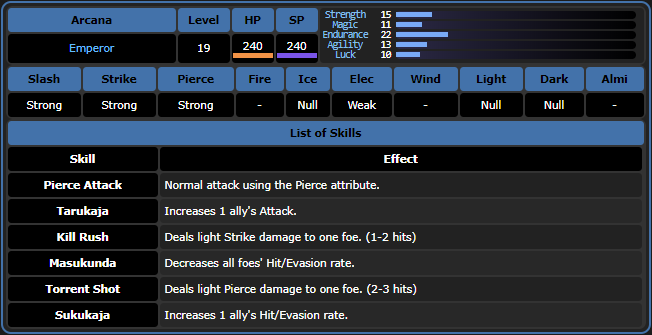 Arcana Level HP SP
Emperor 19 240 240
Strength 15
Magic 11
Endurance 22
Agility 13
Luck 10
Slash Strike Pierce Fire Ice Elec Wind Light Dark Almi
Strong Strong Strong - Null Weak - Null Null -
List of Skills
Skill Effect
Pierce Attack Normal attack using the Pierce attribute.
Tarukaja Increases 1 ally's Attack.
Kill Rush Deals light Strike damage to one foe. (1-2 hits)
Masukunda Decreases all foes' Hit/Evasion rate.
Torrent Shot Deals light Pierce damage to one foe. (2-3 hits)
Sukukaja Increases 1 ally's Hit/Evasion rate.